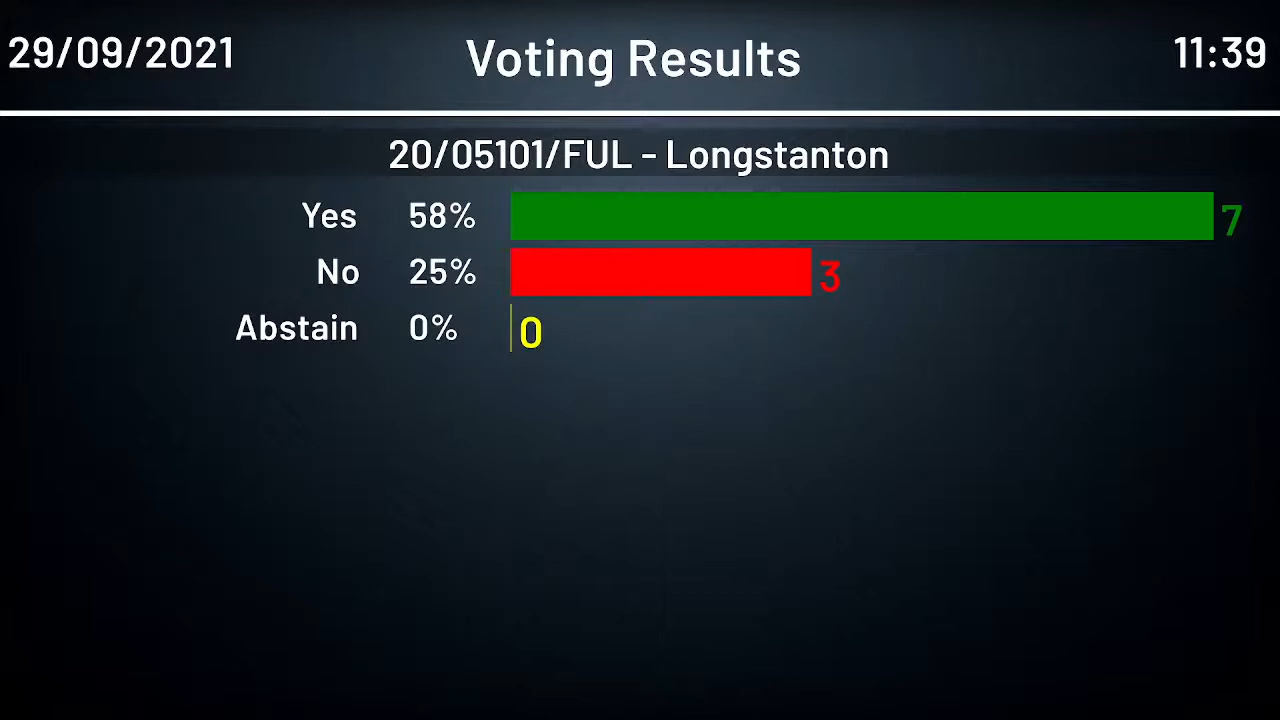 29/09/2021 Voting Results 11:39
20/05101/FUL - Longstanton
Yes 58% 7
No 25% 3
Abstain 0% 0